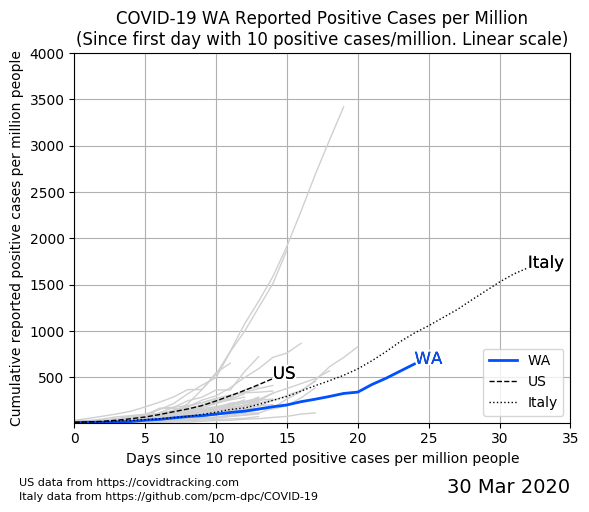 COVID-19 WA Reported Positive Cases per Million
(Since first day with 10 positive cases/million. Linear scale)
Cumulative reported positive cases per million people
4000
3500
3000
2500
2000
1500
1000
500
Italy
WA
US
WA
US
Italy
0 5 10 15 20 25 30 35
Days since 10 reported positive cases per million people
US data from https://covidtracking.com
Italy data from https://github.com/pcm-dpc/COVID-19
30 Mar 2020